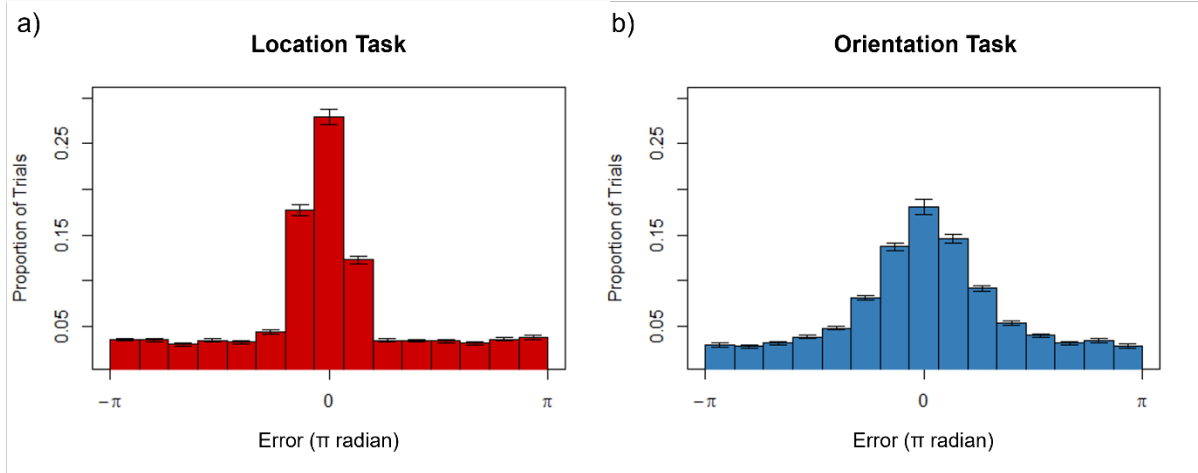 a)
Location Task
Proportion of Trials
0.25
0.15
0.05
−π
0
π
Error (π radian)
b)
Orientation Task
Proportion of Trials
0.25
0.15
0.05
−π
0
π
Error (π radian)